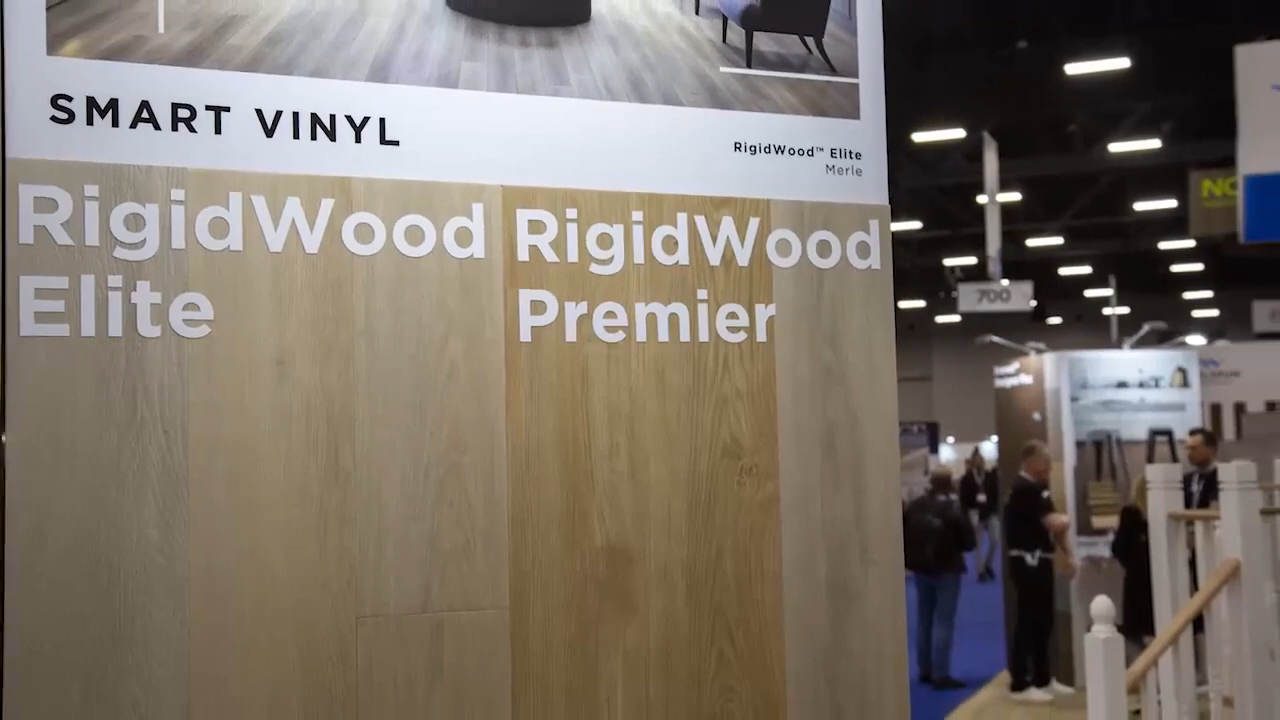 SMART VINYL
RigidWood™ Elite
Merle
RigidWood
Elite
RigidWood
Premier
700